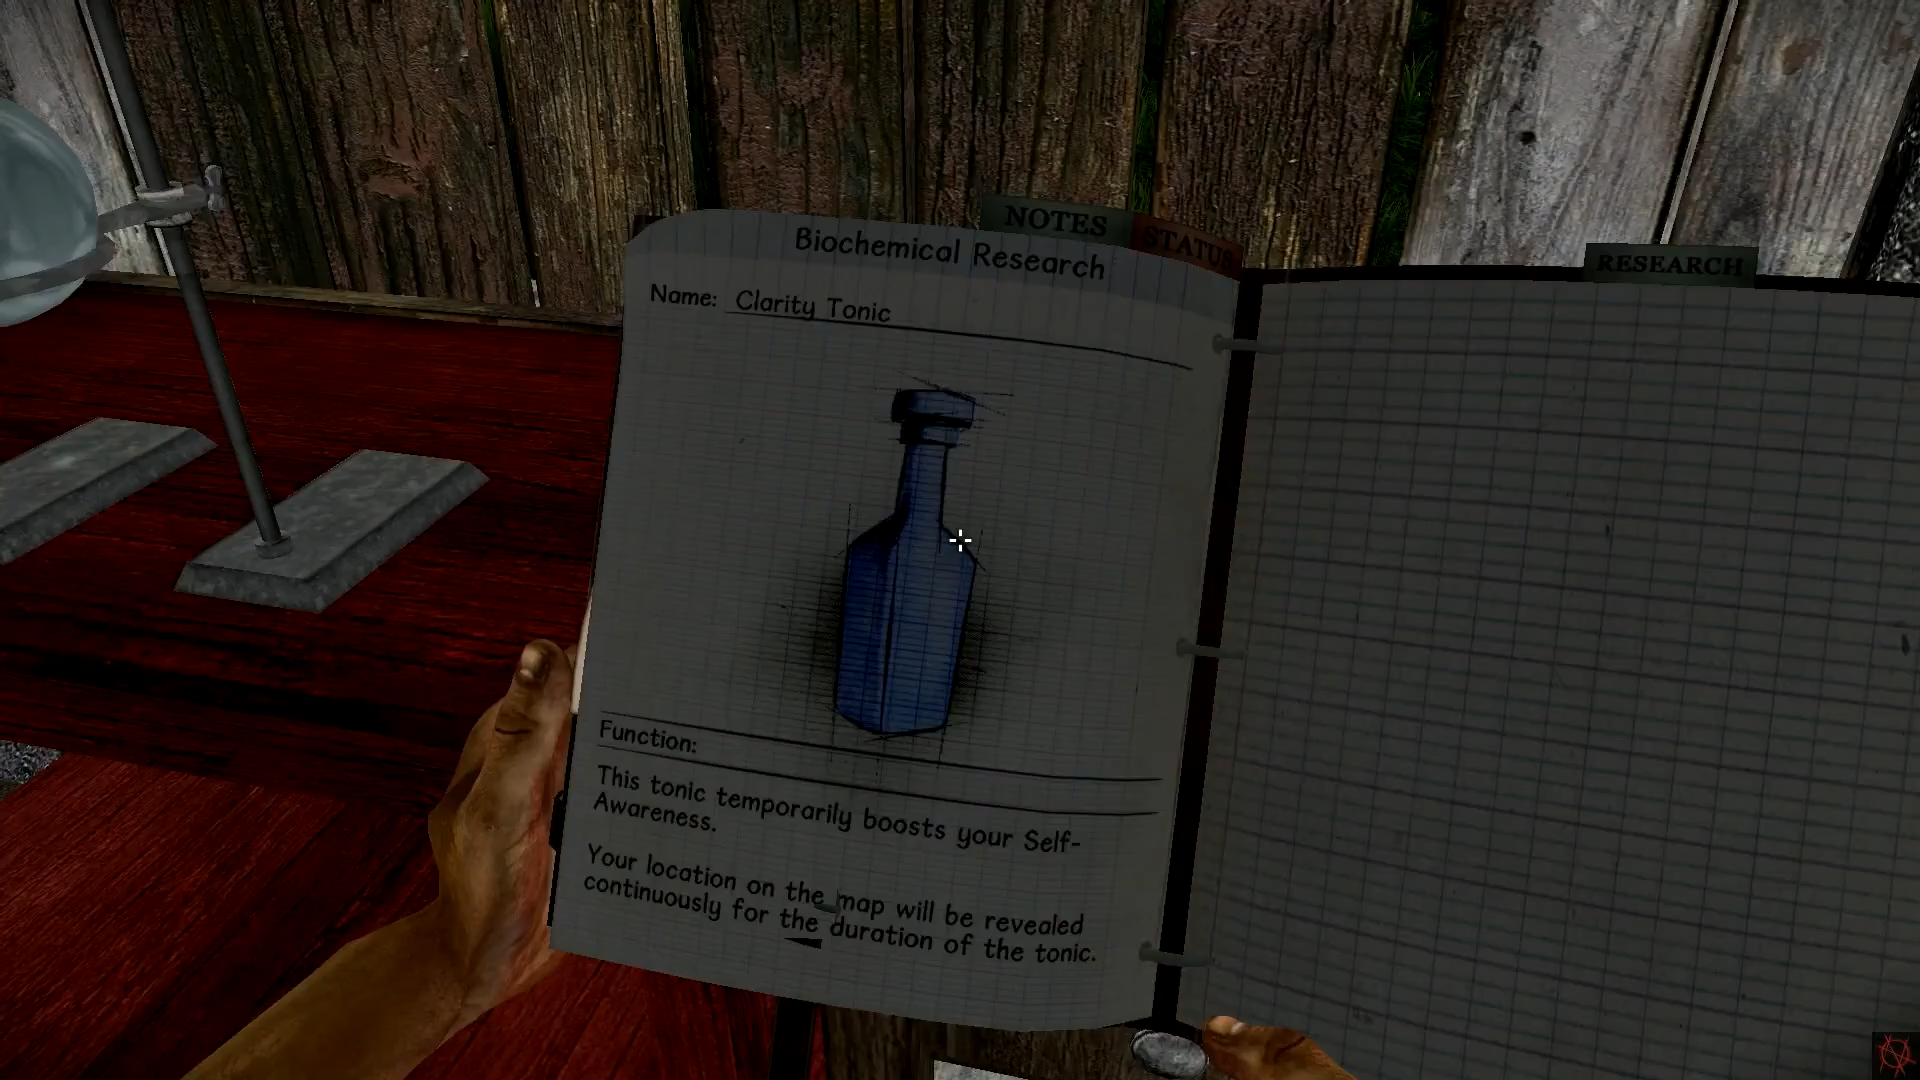 NOTES
STATUS
Biochemical Research
RESEARCH
Name: Clarity Tonic
Function:
This tonic temporarily boosts your Self-
Awareness.
Your location on the map will be revealed
continuously for the duration of the tonic.